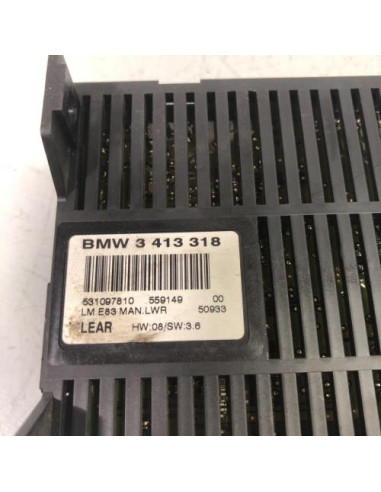 BMW 3 413 318
531097810 559149 00
LM E83 MAN.LWR 50933
LEAR HW:08/SW:3.6